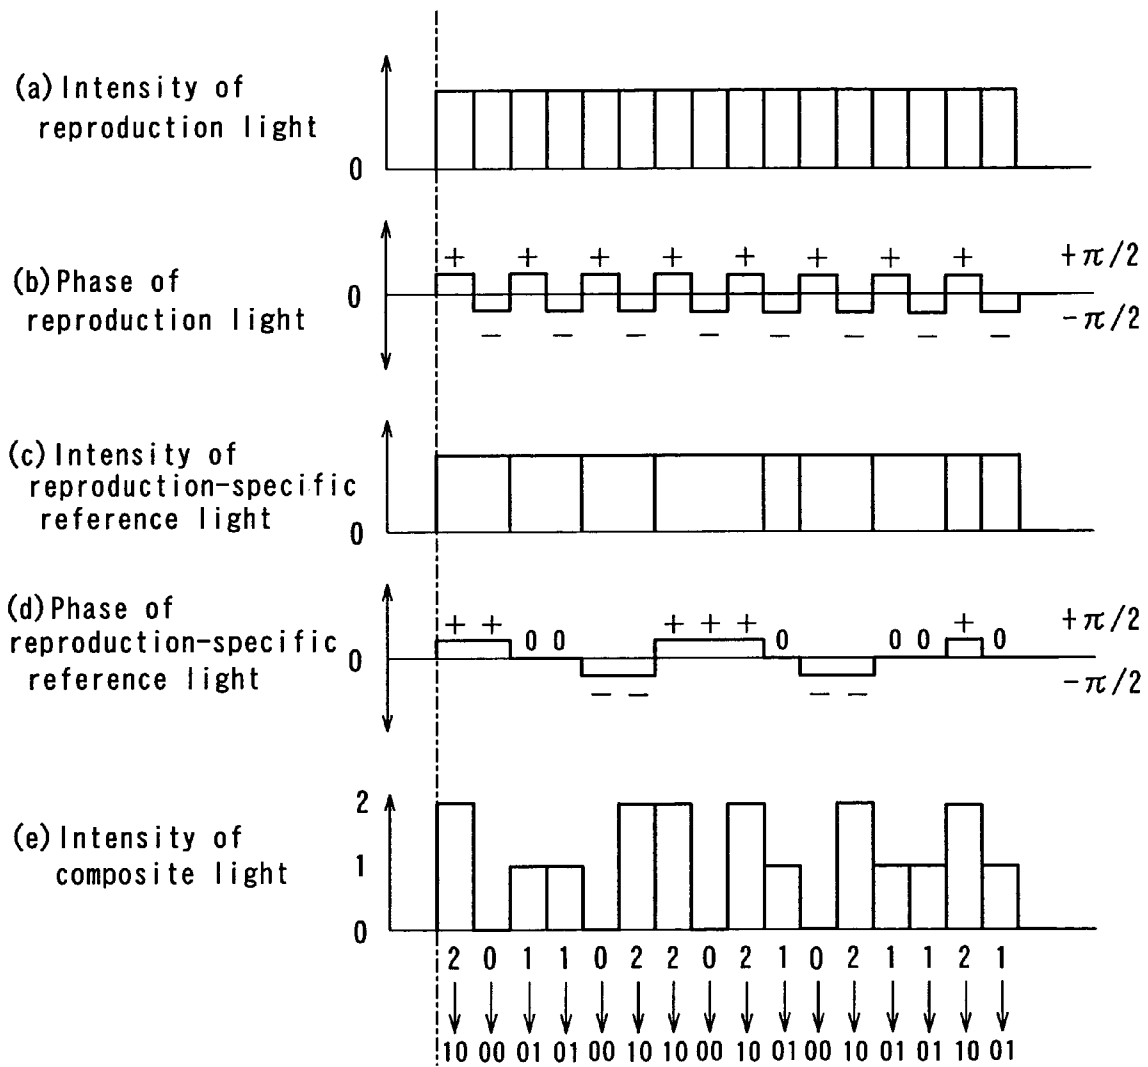 (a) Intensity of
reproduction light
0
(b) Phase of
reproduction light
0
+ + + + + + + +
− − − − − − − −
+π/2
−π/2
(c) Intensity of
reproduction-specific
reference light
0
(d) Phase of
reproduction-specific
reference light
0
+ + 0 0 + + + 0 0 0 + 0
− − − −
+π/2
−π/2
(e) Intensity of
composite light
2
1
0
2 0 1 1 0 2 2 0 2 1 0 2 1 1 2 1
10 00 01 01 00 10 10 00 10 01 00 10 01 01 10 01